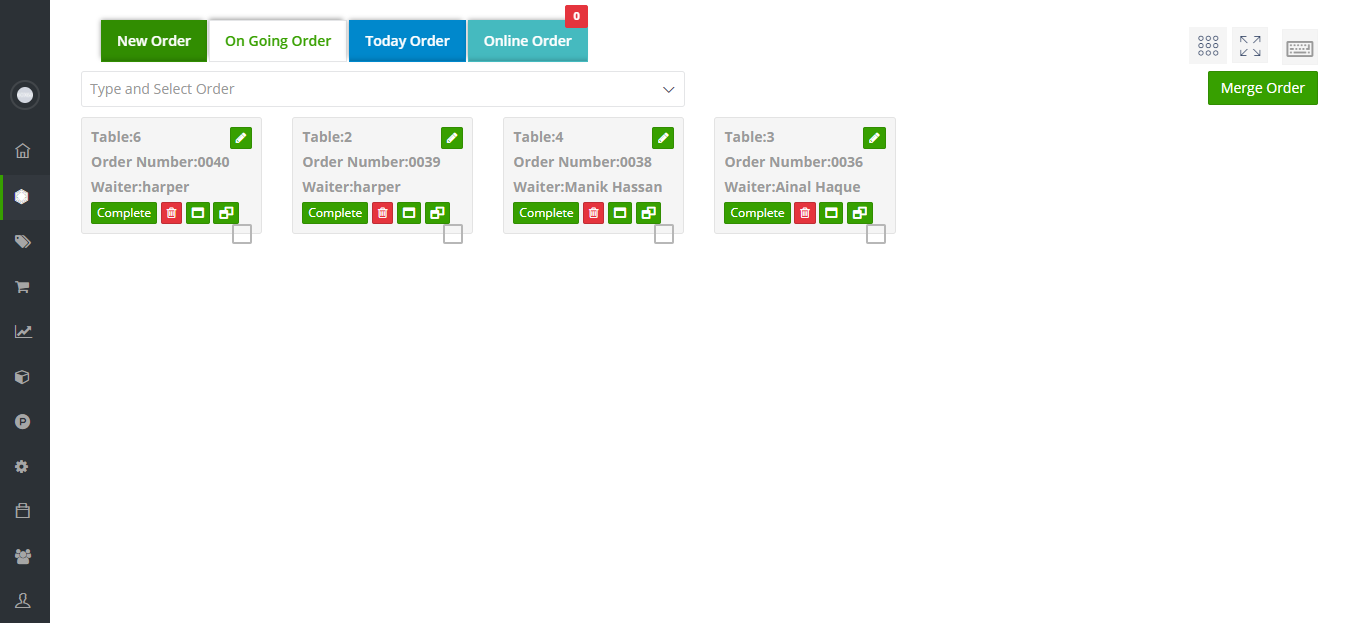 0
New Order
On Going Order
Today Order
Online Order
Type and Select Order
Merge Order
Table:6
Order Number:0040
Waiter:harper
Complete
Table:2
Order Number:0039
Waiter:harper
Complete
Table:4
Order Number:0038
Waiter:Manik Hassan
Complete
Table:3
Order Number:0036
Waiter:Ainal Haque
Complete
P